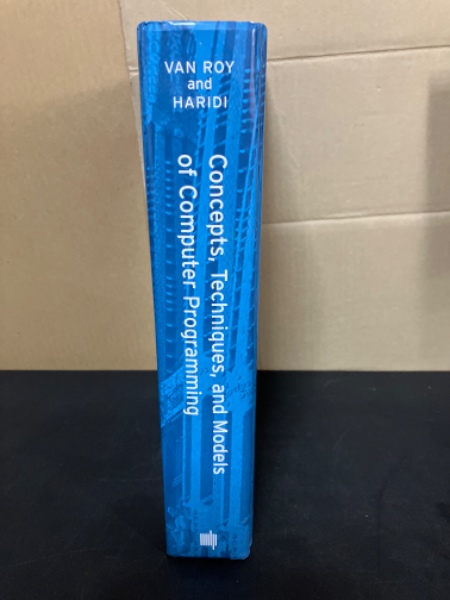 VAN ROY
and
HARIDI
Concepts, Techniques, and Models
of Computer Programming